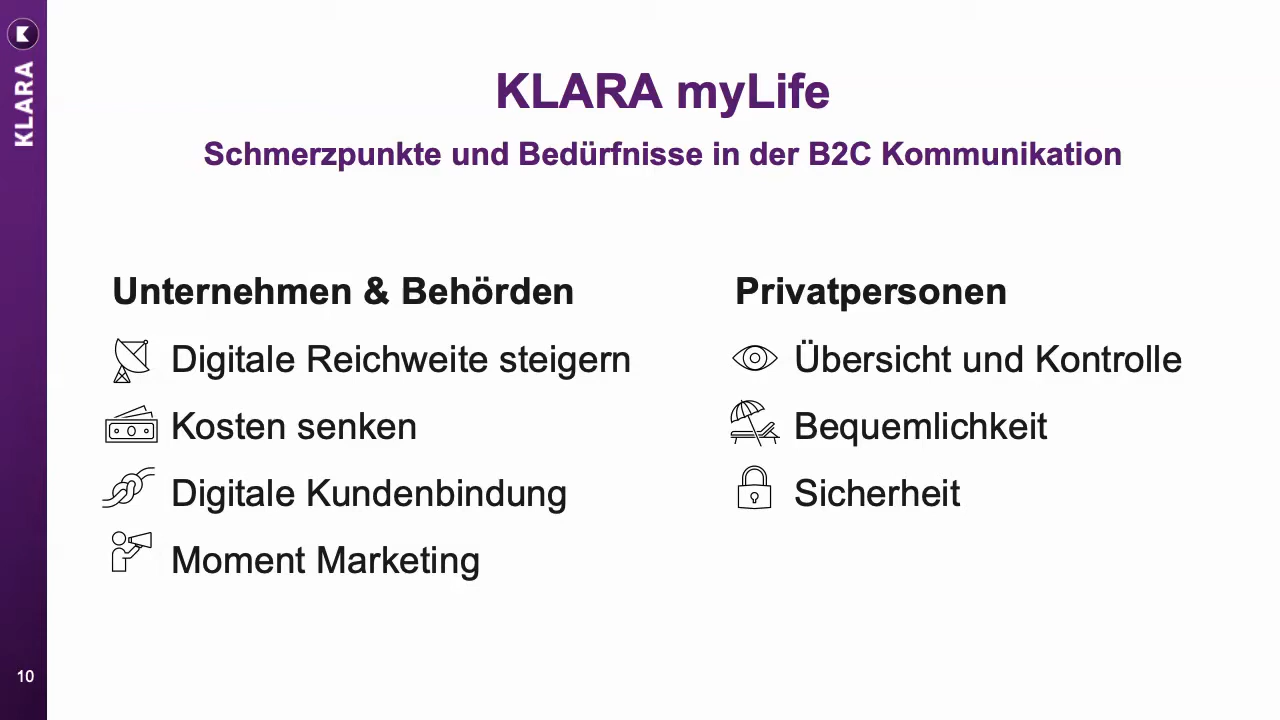 KLARA
KLARA myLife
Schmerzpunkte und Bedürfnisse in der B2C Kommunikation
Unternehmen & Behörden
Digitale Reichweite steigern
Kosten senken
Digitale Kundenbindung
Moment Marketing
Privatpersonen
Übersicht und Kontrolle
Bequemlichkeit
Sicherheit
10